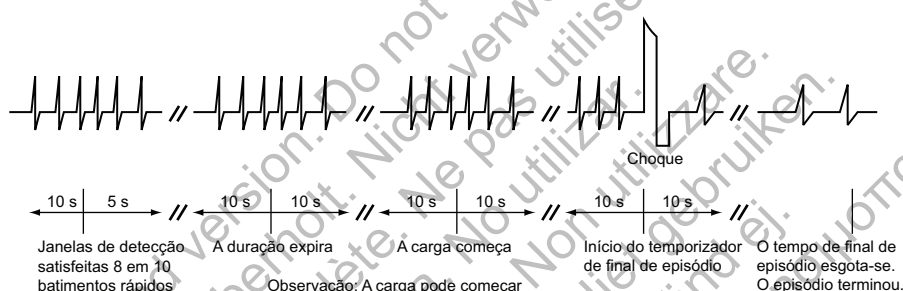 Choque
10 s 5 s 10 s 10 s 10 s 10 s 10 s 10 s
Janelas de detecção
satisfeitas 8 em 10
batimentos rápidos
A duração expira
A carga começa
Observação: A carga pode começar
Início do temporizador
de final de episódio
O tempo de final de
episódio esgota-se.
O episódio terminou.